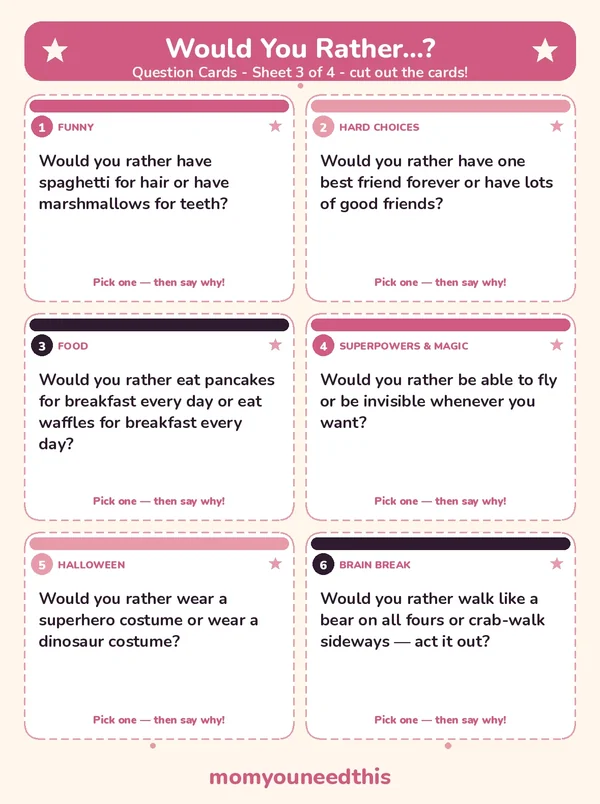 Would You Rather...?
Question Cards - Sheet 3 of 4 - cut out the cards!
1 FUNNY
Would you rather have
spaghetti for hair or have
marshmallows for teeth?
Pick one — then say why!
2 HARD CHOICES
Would you rather have one
best friend forever or have lots
of good friends?
Pick one — then say why!
3 FOOD
Would you rather eat pancakes
for breakfast every day or eat
waffles for breakfast every
day?
Pick one — then say why!
4 SUPERPOWERS & MAGIC
Would you rather be able to fly
or be invisible whenever you
want?
Pick one — then say why!
5 HALLOWEEN
Would you rather wear a
superhero costume or wear a
dinosaur costume?
Pick one — then say why!
6 BRAIN BREAK
Would you rather walk like a
bear on all fours or crab-walk
sideways — act it out?
Pick one — then say why!
momyouneedthis